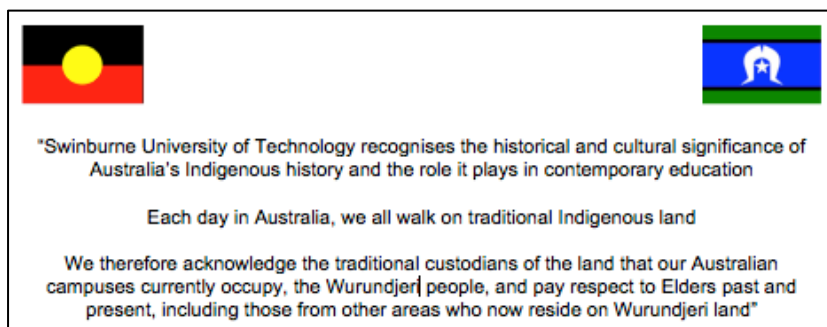 “Swinburne University of Technology recognises the historical and cultural significance of
Australia’s Indigenous history and the role it plays in contemporary education
Each day in Australia, we all walk on traditional Indigenous land
We therefore acknowledge the traditional custodians of the land that our Australian
campuses currently occupy, the Wurundjeri people, and pay respect to Elders past and
present, including those from other areas who now reside on Wurundjeri land”